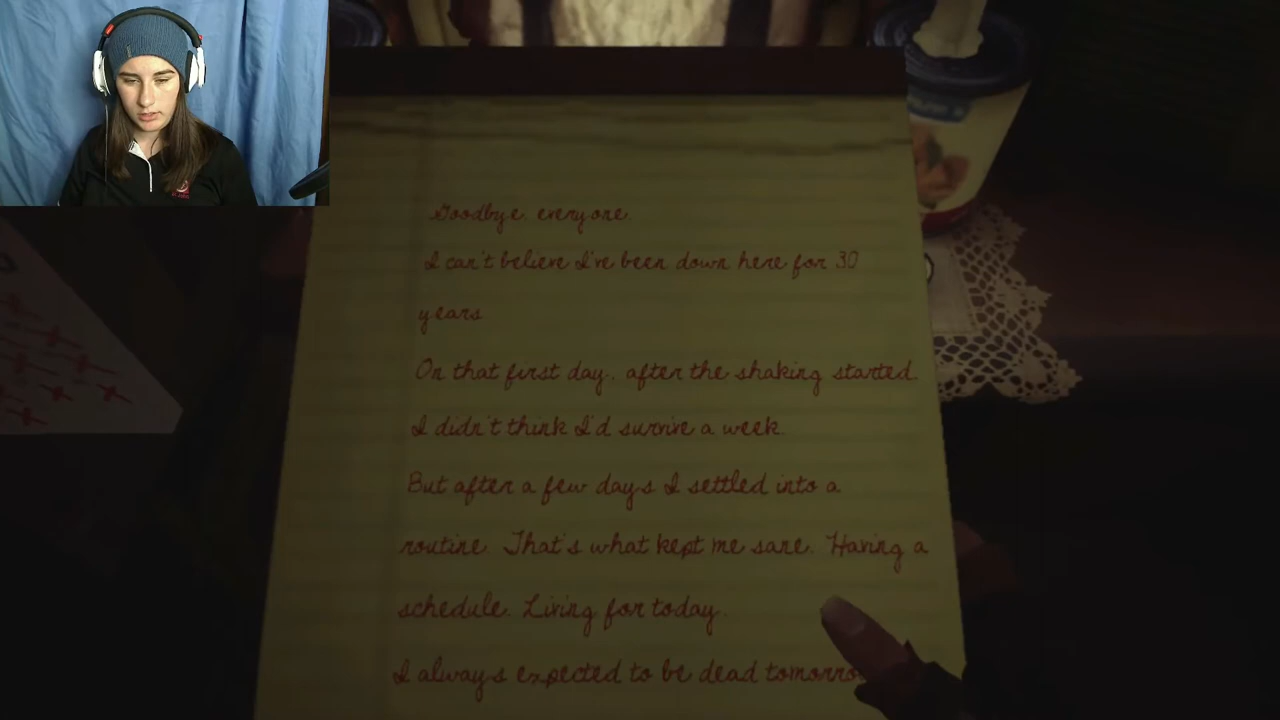 Goodbye, everyone.
I can't believe I've been down here for 30
years.
On that first day, after the shaking started,
I didn't think I'd survive a week.
But after a few days I settled into a
routine. That's what kept me sane. Having a
schedule. Living for today.
I always expected to be dead